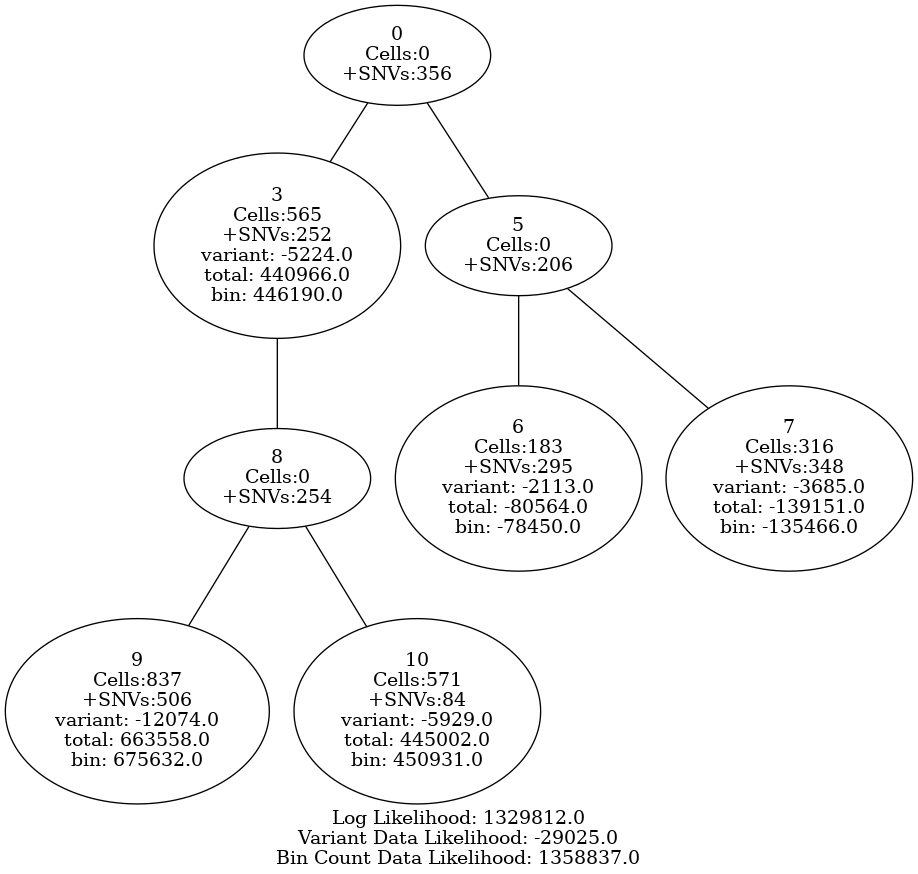 0
Cells:0
+SNVs:356
3
Cells:565
+SNVs:252
variant: -5224.0
total: 440966.0
bin: 446190.0
5
Cells:0
+SNVs:206
8
Cells:0
+SNVs:254
6
Cells:183
+SNVs:295
variant: -2113.0
total: -80564.0
bin: -78450.0
7
Cells:316
+SNVs:348
variant: -3685.0
total: -139151.0
bin: -135466.0
9
Cells:837
+SNVs:506
variant: -12074.0
total: 663558.0
bin: 675632.0
10
Cells:571
+SNVs:84
variant: -5929.0
total: 445002.0
bin: 450931.0
Log Likelihood: 1329812.0
Variant Data Likelihood: -29025.0
Bin Count Data Likelihood: 1358837.0